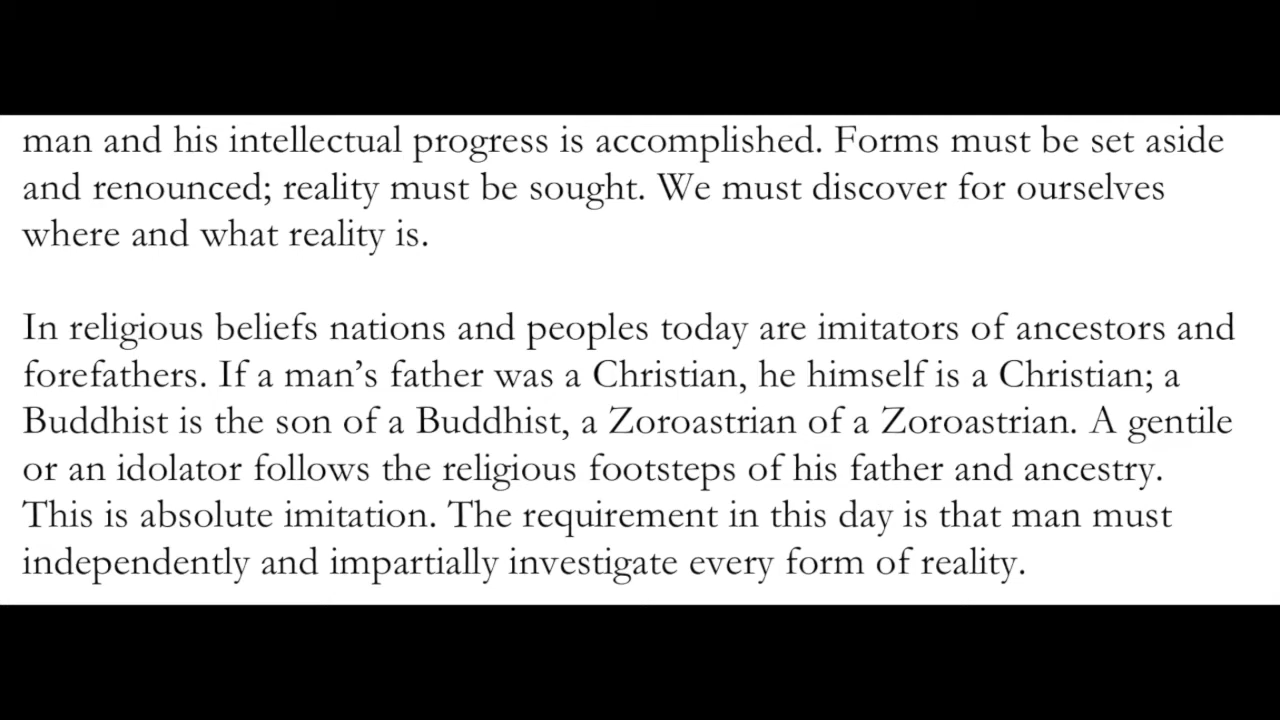 man and his intellectual progress is accomplished. Forms must be set aside
and renounced; reality must be sought. We must discover for ourselves
where and what reality is.
In religious beliefs nations and peoples today are imitators of ancestors and
forefathers. If a man’s father was a Christian, he himself is a Christian; a
Buddhist is the son of a Buddhist, a Zoroastrian of a Zoroastrian. A gentile
or an idolator follows the religious footsteps of his father and ancestry.
This is absolute imitation. The requirement in this day is that man must
independently and impartially investigate every form of reality.